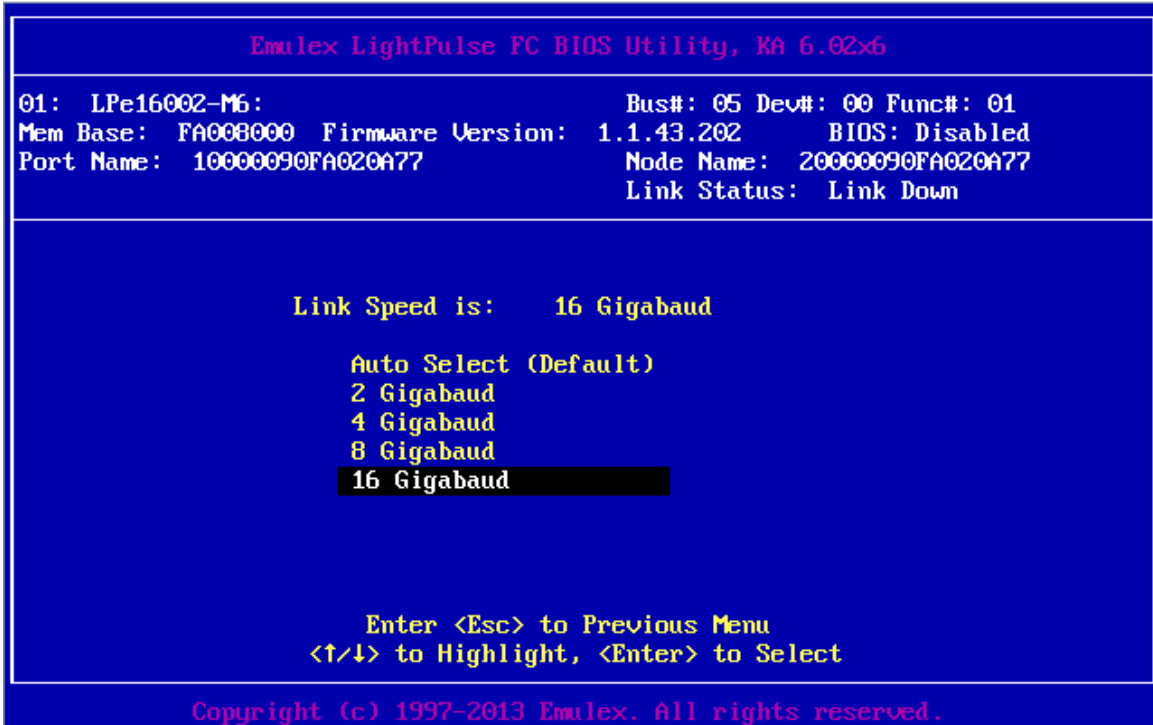 Emulex LightPulse FC BIOS Utility, KA 6.02x6
01: LPe16002-M6: Bus#: 05 Dev#: 00 Func#: 01
Mem Base: FA008000 Firmware Version: 1.1.43.202 BIOS: Disabled
Port Name: 10000090FA020A77 Node Name: 20000090FA020A77
Link Status: Link Down
Link Speed is: 16 Gigabaud
Auto Select (Default)
2 Gigabaud
4 Gigabaud
8 Gigabaud
16 Gigabaud
Enter <Esc> to Previous Menu
<↑/↓> to Highlight, <Enter> to Select
Copyright (c) 1997-2013 Emulex. All rights reserved.